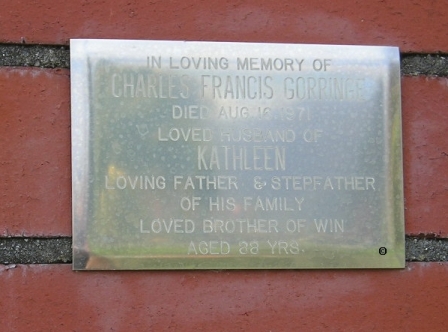 IN LOVING MEMORY OF
CHARLES FRANCIS GORRINGE
DIED AUG 16 1971
LOVED HUSBAND OF
KATHLEEN
LOVING FATHER & STEPFATHER
OF HIS FAMILY
LOVED BROTHER OF WIN
AGED YRS.